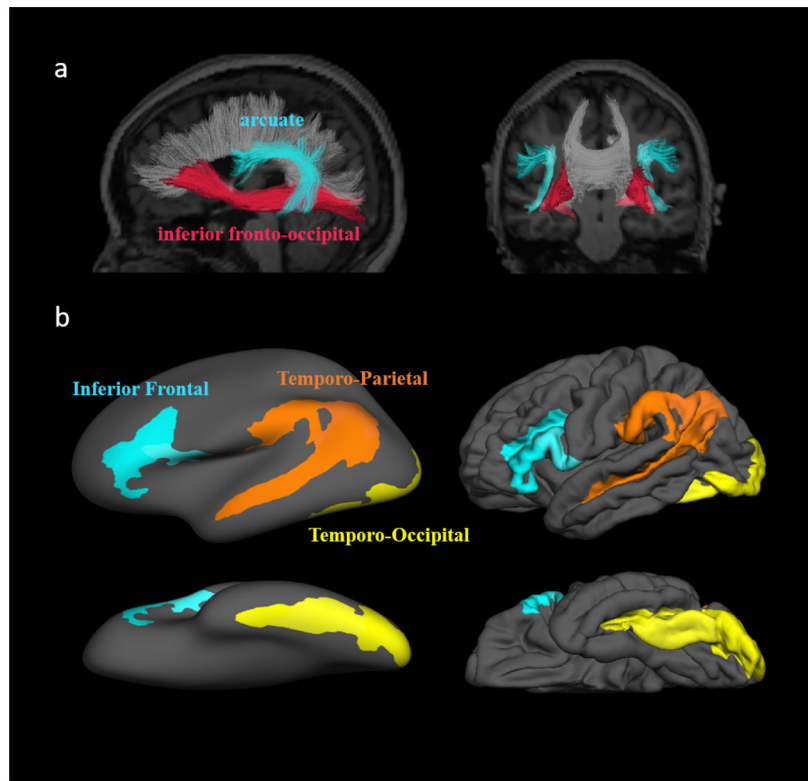 a
arcuate
inferior fronto-occipital
b
Inferior Frontal
Temporo-Parietal
Temporo-Occipital